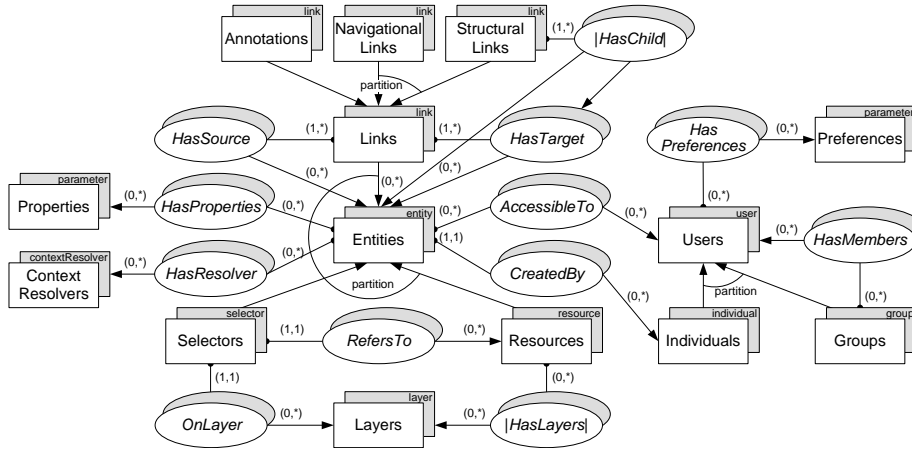 link
link
link
Annotations
Navigational
Links
Structural
Links
(1,*)
|HasChild|
partition
link
HasSource
(1,*)
Links
(1,*)
HasTarget
Has
Preferences
(0,*)
parameter
Preferences
(0,*)
(0,*)
(0,*)
parameter
Properties
(0,*)
HasProperties
(0,*)
entity
Entities
(0,*)
(1,1)
AccessibleTo
(0,*)
(0,*)
user
Users
(0,*)
HasMembers
contextResolver
Context
Resolvers
(0,*)
HasResolver
(0,*)
partition
CreatedBy
(0,*)
partition
(0,*)
selector
Selectors
(1,1)
RefersTo
(0,*)
resource
Resources
individual
Individuals
group
Groups
(1,1)
(0,*)
OnLayer
(0,*)
layer
Layers
(0,*)
|HasLayers|